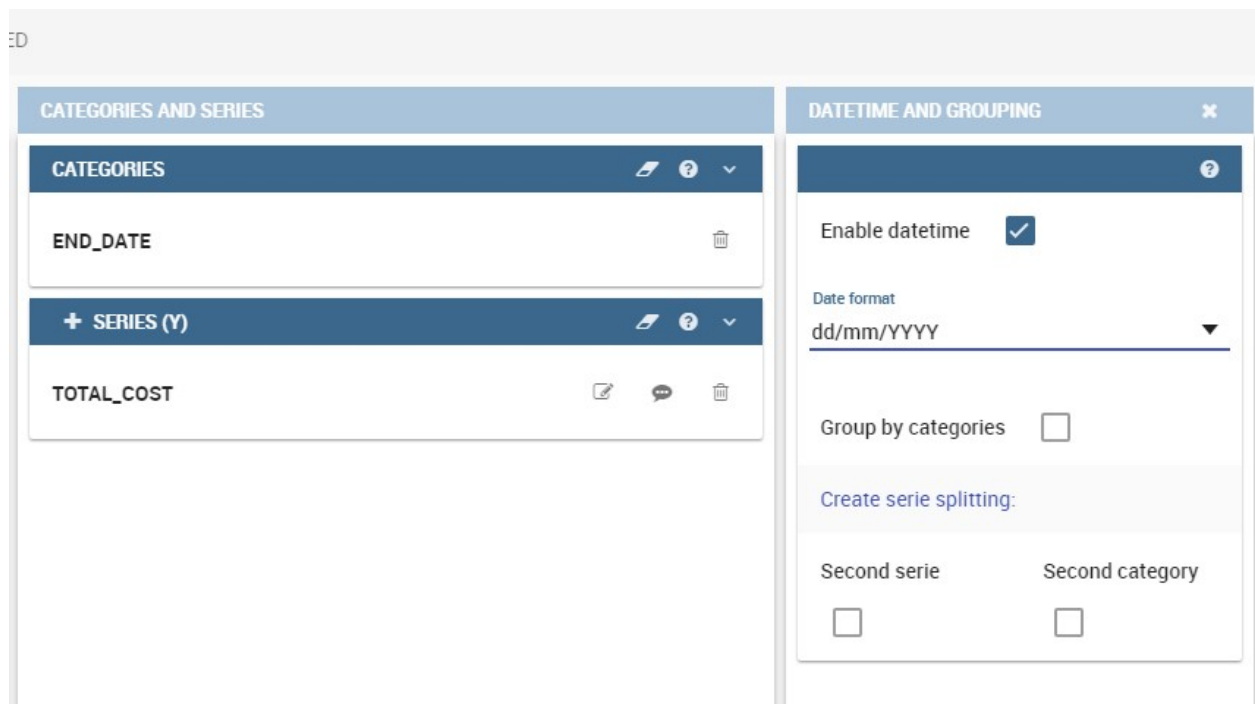 ED
CATEGORIES AND SERIES
CATEGORIES
END_DATE
SERIES (Y)
TOTAL_COST
DATETIME AND GROUPING
Enable datetime
Date format
dd/mm/YYYY
Group by categories
Create serie splitting:
Second serie
Second category